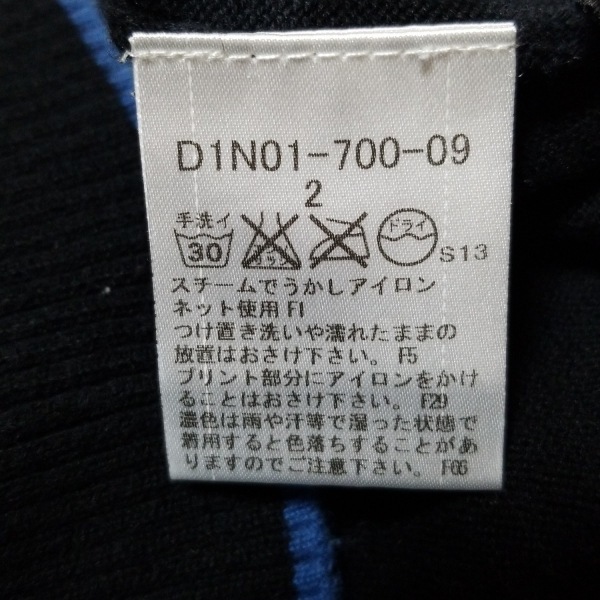 D1N01-700-09
2
手洗イ
30
ドライ
S13
スチームでうかしアイロン
ネット使用 F1
つけ置き洗いや濡れたままの
放置はおさけ下さい。 F5
プリント部分にアイロンをかけ
ることはおさけ下さい。 F29
濃色は雨や汗等で湿った状態で
着用すると色落ちすることがあ
りますのでご注意下さい。 F66